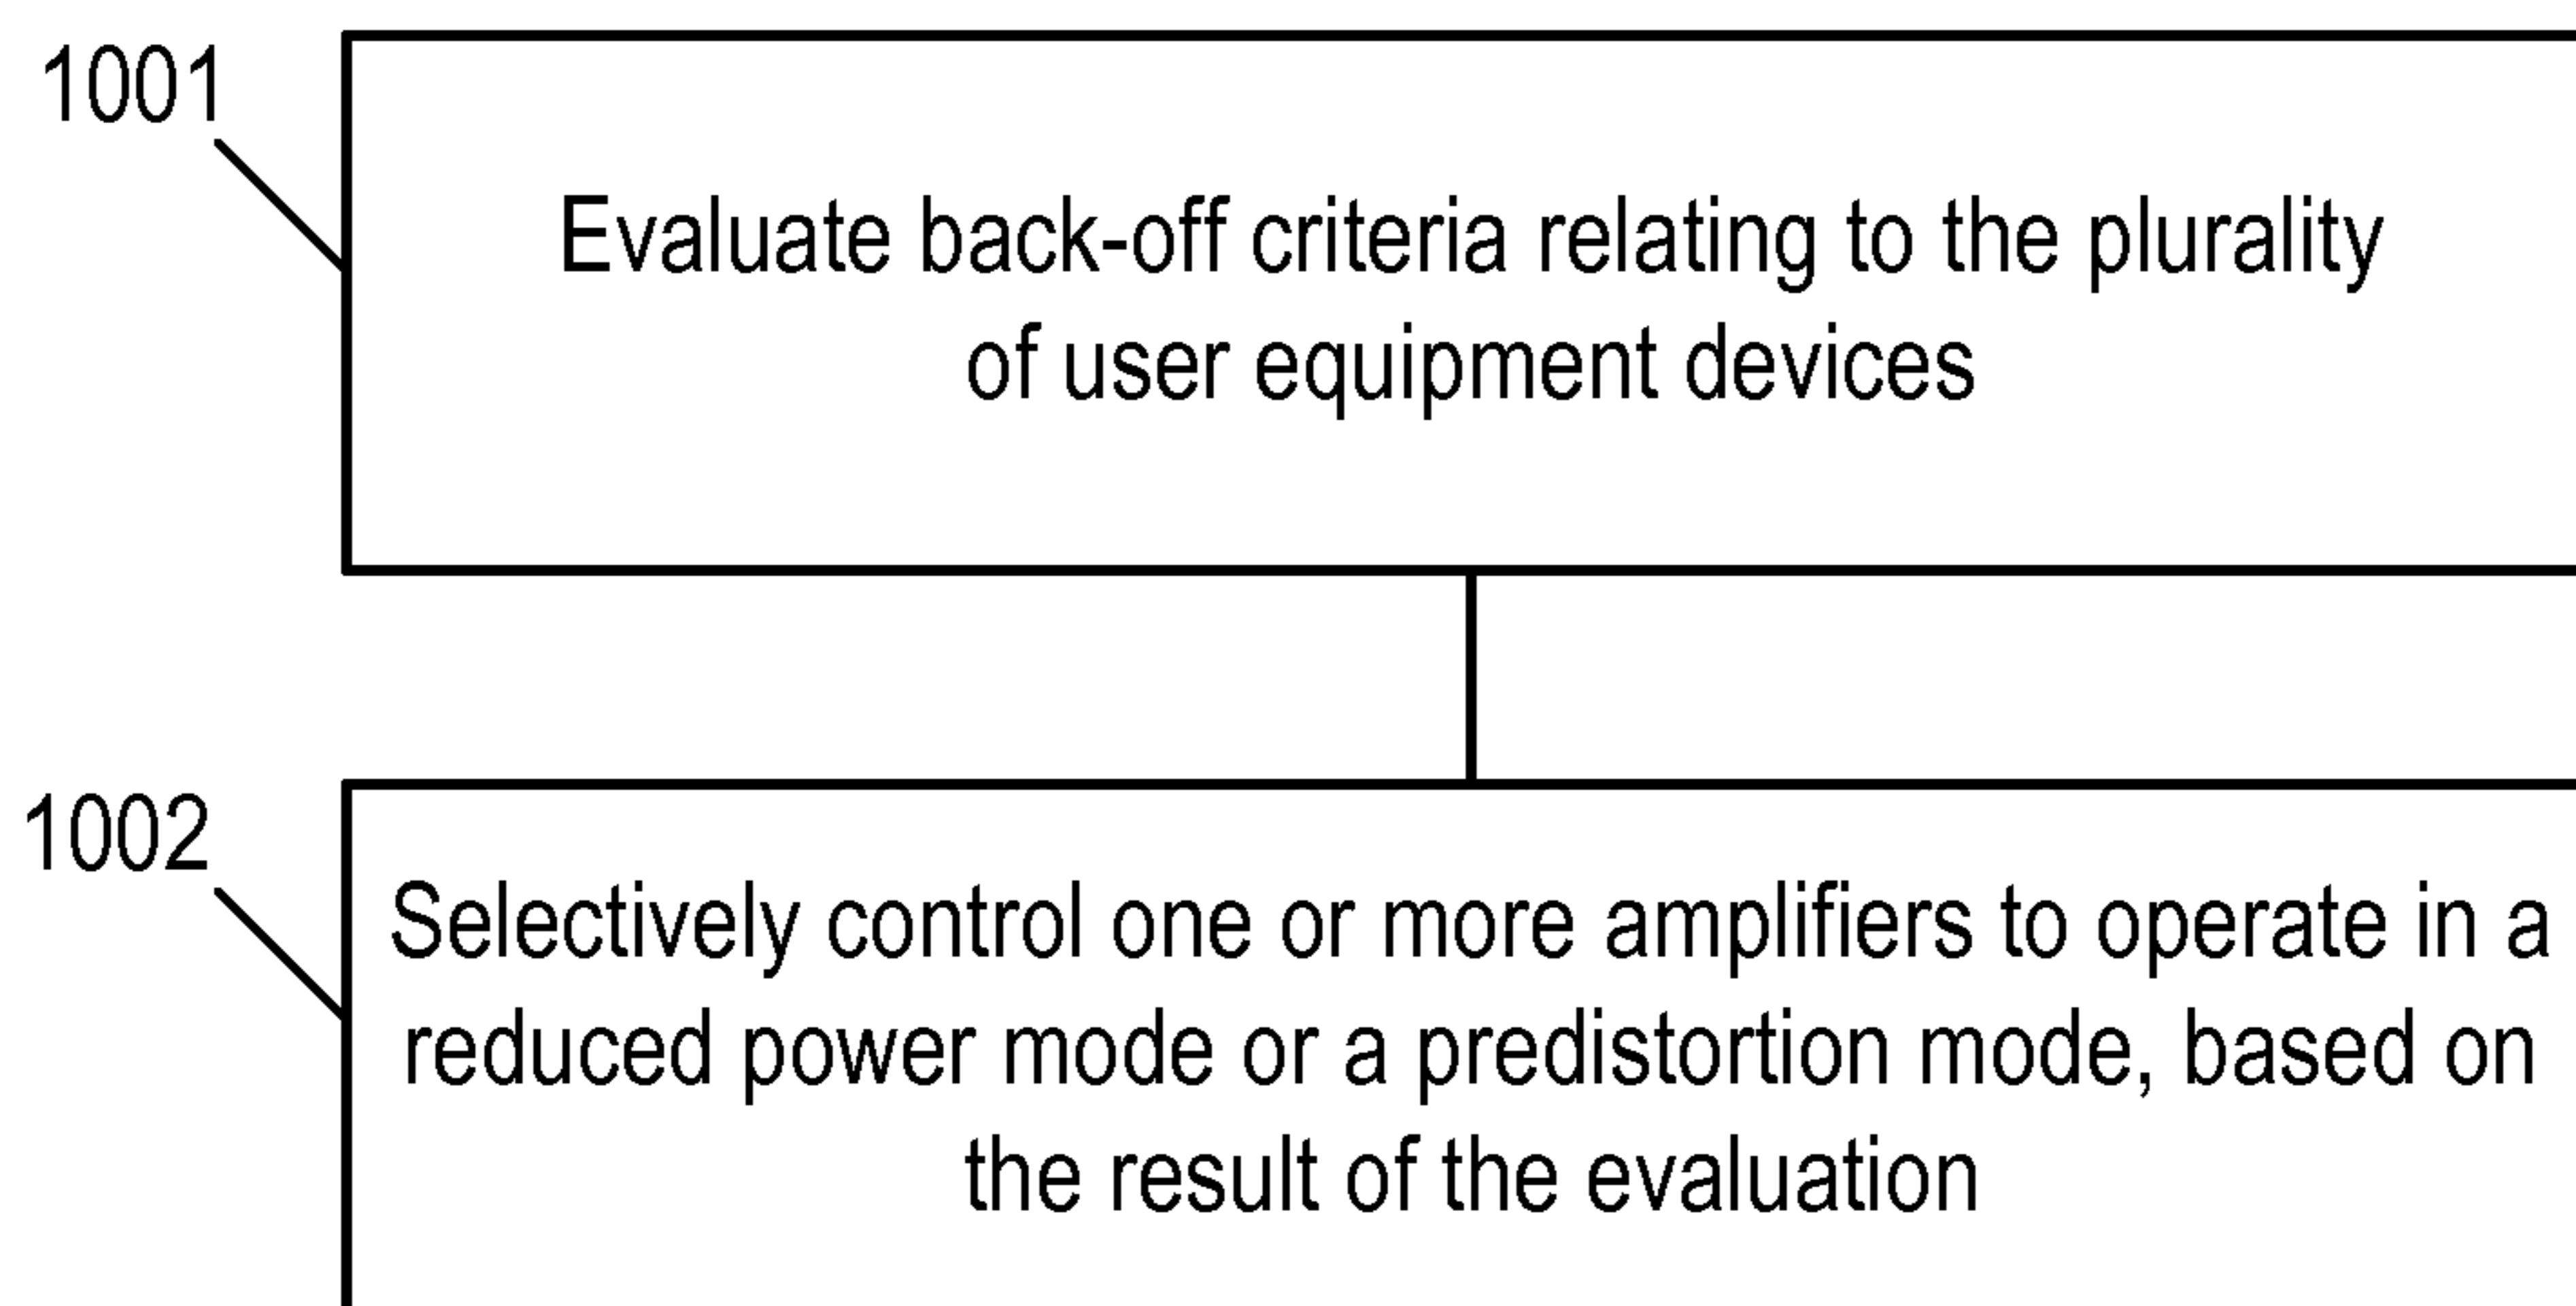 1001
Evaluate back-off criteria relating to the plurality
of user equipment devices
1002
Selectively control one or more amplifiers to operate in a
reduced power mode or a predistortion mode, based on
the result of the evaluation